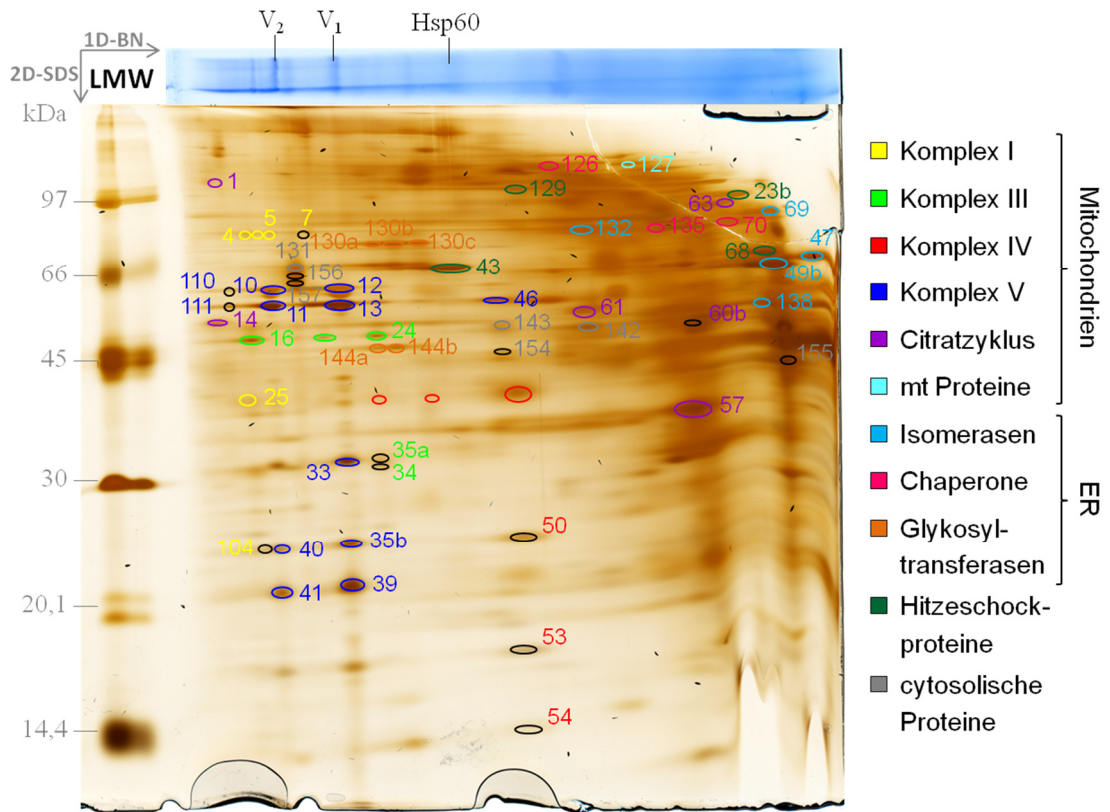 V2 V1 Hsp60
1D-BN
2D-SDS LMW
kDa
97
66
45
30
20,1
14,4
126 127
1 129 23b
63 69
5 7 130b 132 135 70
4 131 130a 130c 68 47
156 43 49b
110 10 157 12 46 138
111 11 13 61
14 143 142 60b
16 24 154 155
144a 144b
25 57
35a
33 34
50
104 40 35b
41 39
53
54
Komplex I
Komplex III
Komplex IV
Komplex V
Citratzyklus
mt Proteine
Isomerasen
Chaperone
Glykosyl-
transferasen
Hitzeschock-
proteine
cytosolische
Proteine
Mitochondrien
ER